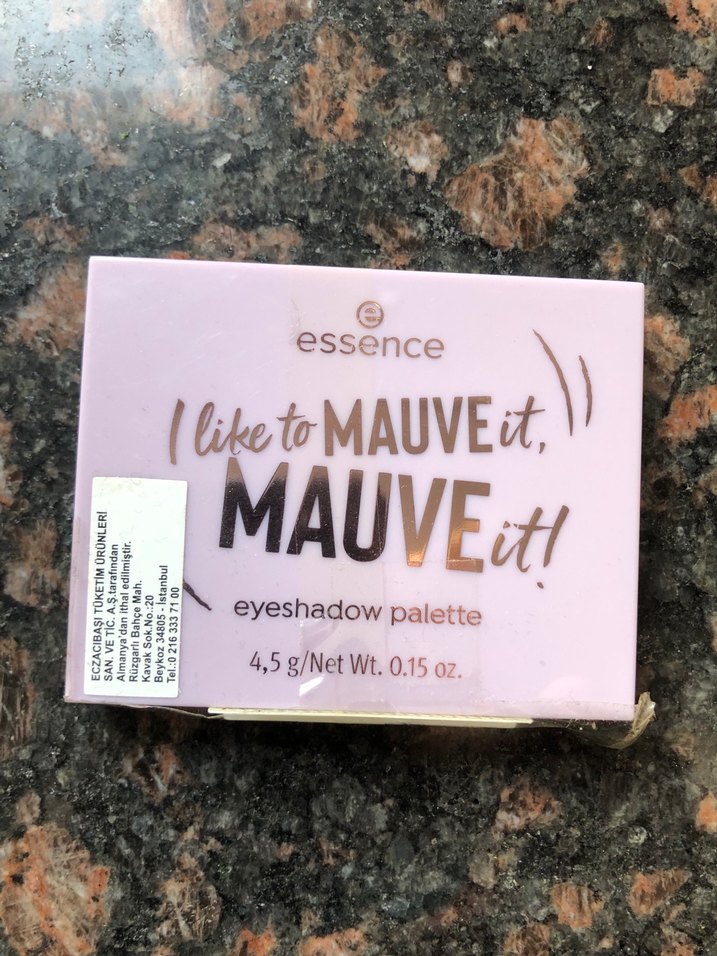 essence
I like to MAUVE it,
MAUVE it!
eyeshadow palette
4,5 g/Net Wt. 0.15 oz.
ECZACIBAŞI TÜKETİM ÜRÜNLERİ
SAN. VE TİC. A.Ş.tarafından
Almanya'dan ithal edilmiştir.
Rüzgarlı Bahçe Mah.
Kavak Sok.No.:20
Beykoz 34805 - İstanbul
Tel.:0 216 333 71 00